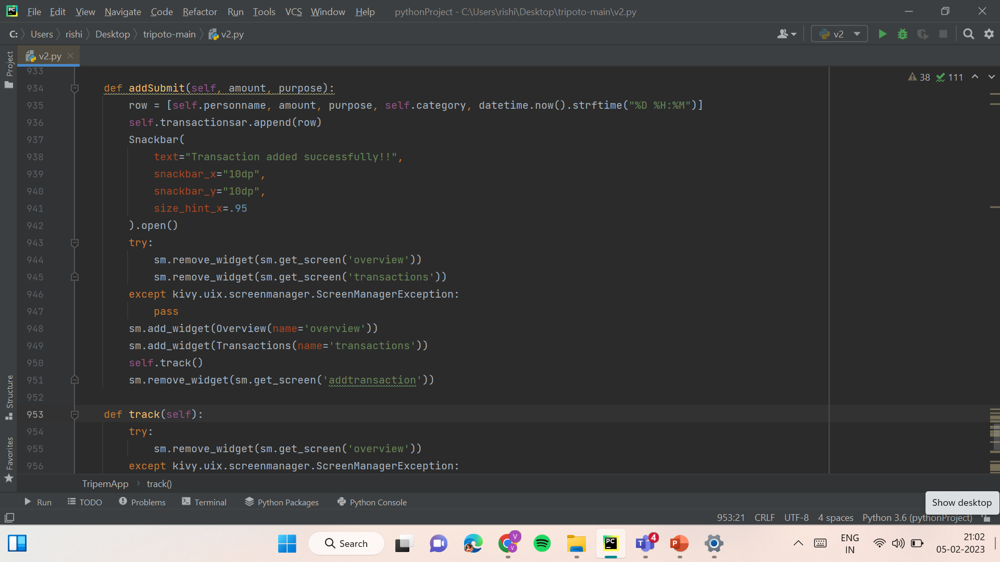 PC File Edit View Navigate Code Refactor Run Tools VCS Window Help pythonProject - C:\Users\rishi\Desktop\tripoto-main\v2.py
C: Users rishi Desktop tripoto-main v2.py v2
Project
v2.py
38 111
933
934 def addSubmit(self, amount, purpose):
935 row = [self.personname, amount, purpose, self.category, datetime.now().strftime("%D %H:%M")]
936 self.transactionsar.append(row)
937 Snackbar(
938 text="Transaction added successfully!!",
939 snackbar_x="10dp",
940 snackbar_y="10dp",
941 size_hint_x=.95
942 ).open()
943 try:
944 sm.remove_widget(sm.get_screen('overview'))
945 sm.remove_widget(sm.get_screen('transactions'))
946 except kivy.uix.screenmanager.ScreenManagerException:
947 pass
948 sm.add_widget(Overview(name='overview'))
949 sm.add_widget(Transactions(name='transactions'))
950 self.track()
951 sm.remove_widget(sm.get_screen('addtransaction'))
952
953 def track(self):
954 try:
955 sm.remove_widget(sm.get_screen('overview'))
956 except kivy.uix.screenmanager.ScreenManagerException:
Structure
Favorites
TripemApp track()
Run TODO Problems Terminal Python Packages Python Console
Show desktop
953:21 CRLF UTF-8 4 spaces Python 3.6 (pythonProject)
Search
V
V
PC
T
4
P
ENG
IN
21:02
05-02-2023